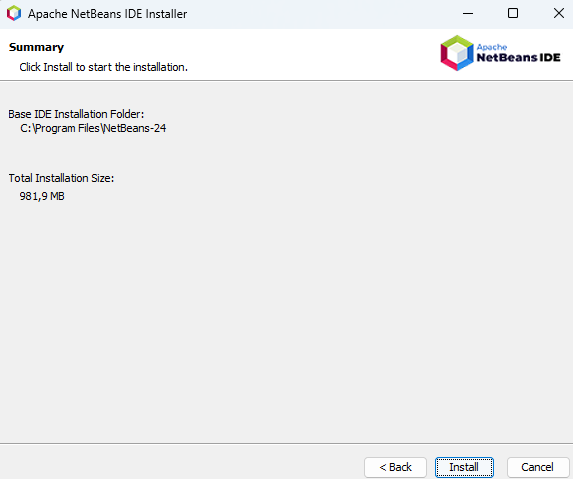 Apache NetBeans IDE Installer
Summary
Click Install to start the installation.
Apache
NetBeans IDE
Base IDE Installation Folder:
C:\Program Files\NetBeans-24
Total Installation Size:
981,9 MB
< Back
Install
Cancel